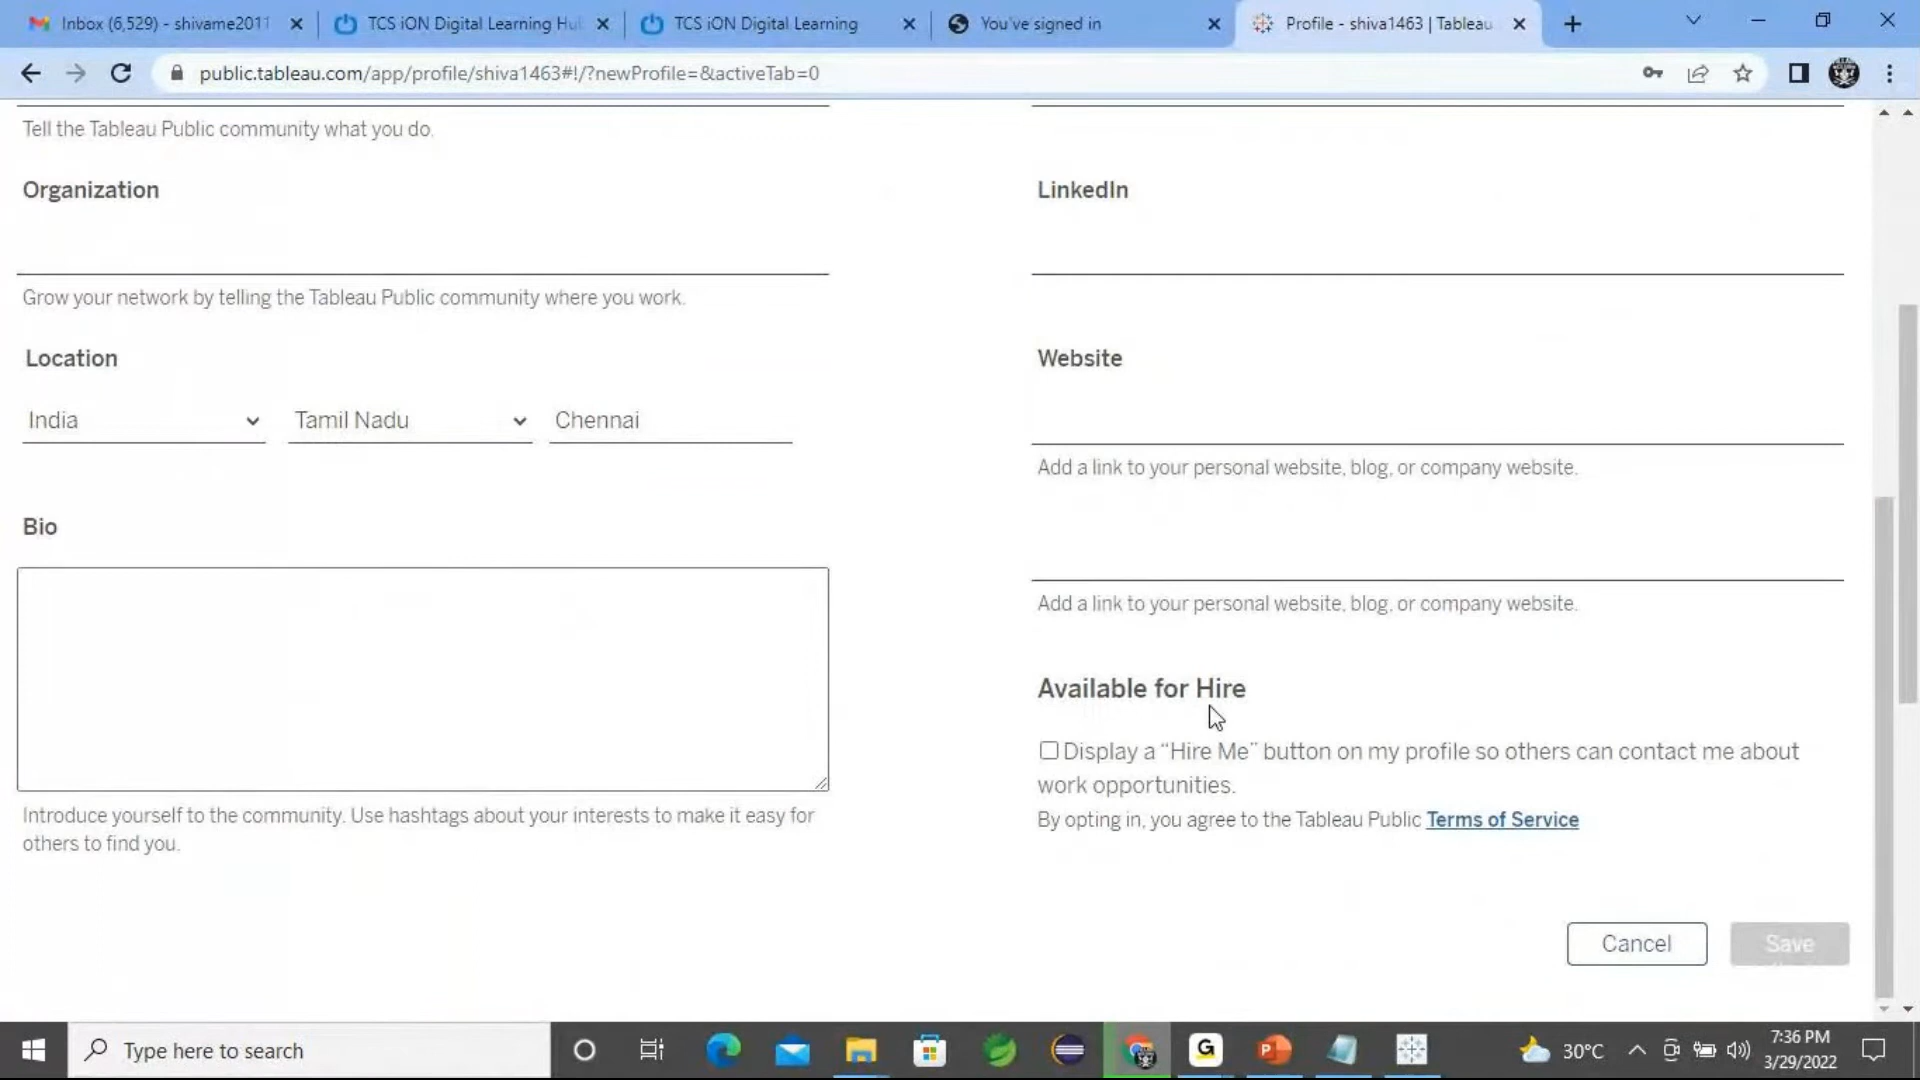 Inbox (6,529) - shivame2011
TCS iON Digital Learning Hu
TCS iON Digital Learning
You've signed in
Profile - shiva1463 | Tableau
public.tableau.com/app/profile/shiva1463#!/?newProfile=&activeTab=0
Tell the Tableau Public community what you do.
Organization
LinkedIn
Grow your network by telling the Tableau Public community where you work.
Location
Website
India
Tamil Nadu
Chennai
Add a link to your personal website, blog, or company website.
Bio
Add a link to your personal website, blog, or company website.
Available for Hire
Display a “Hire Me” button on my profile so others can contact me about
work opportunities.
By opting in, you agree to the Tableau Public Terms of Service
Introduce yourself to the community. Use hashtags about your interests to make it easy for
others to find you.
Cancel
Save
Type here to search
30°C
7:36 PM
3/29/2022